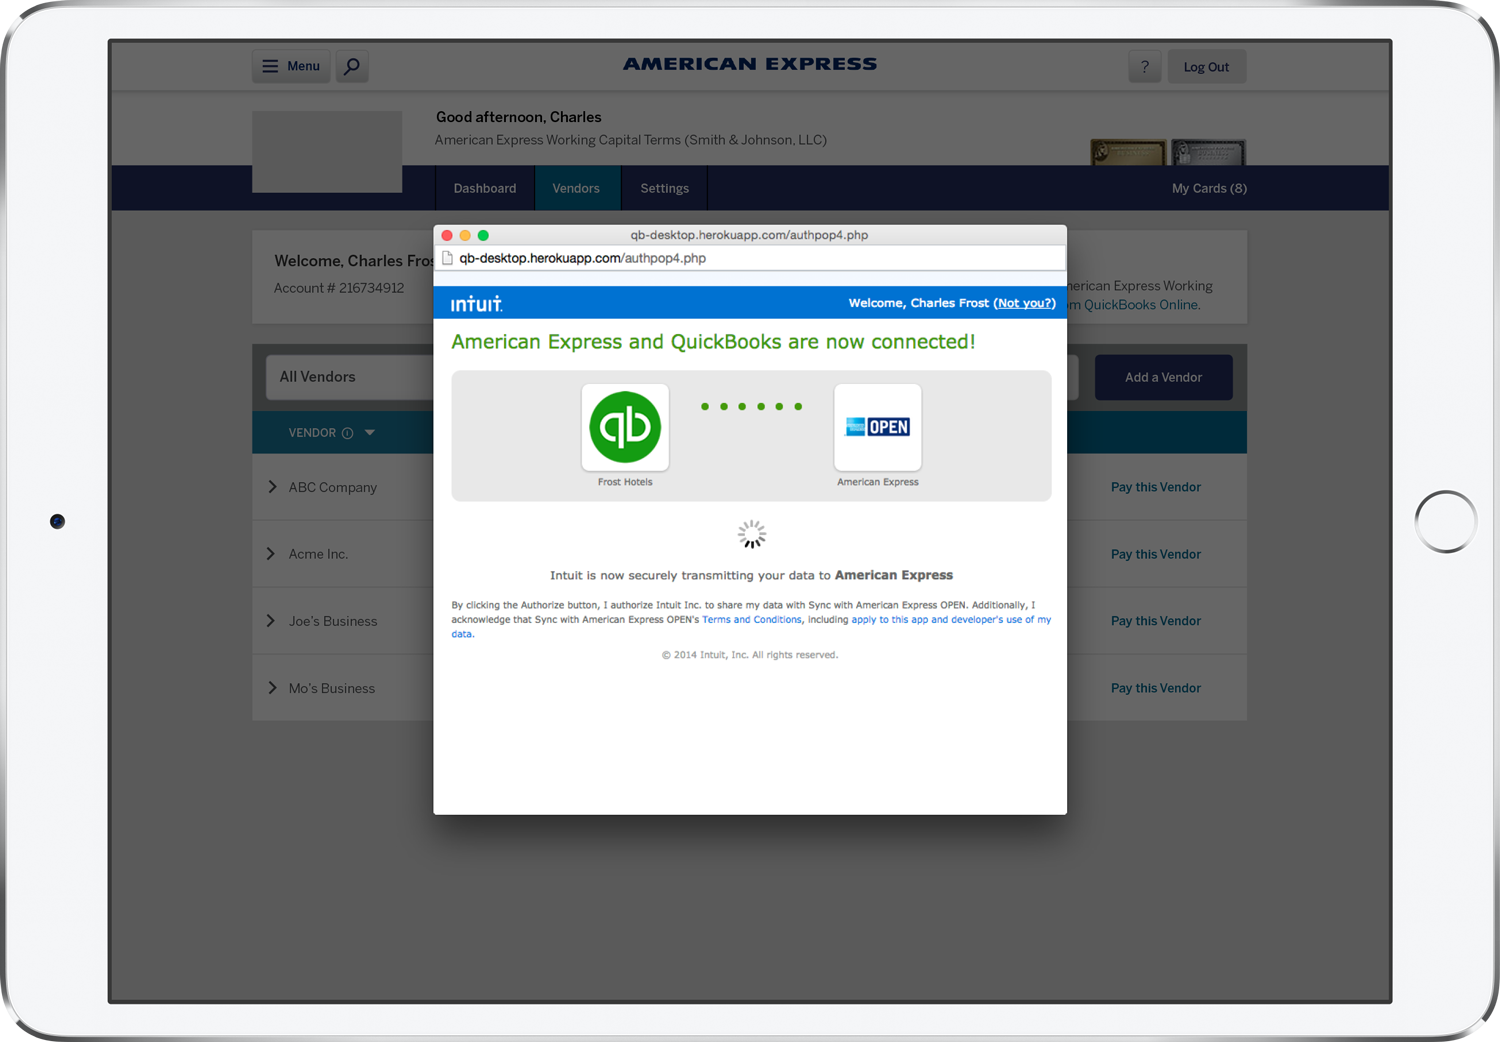 Menu
AMERICAN EXPRESS
?
Log Out
Good afternoon, Charles
American Express Working Capital Terms (Smith & Johnson, LLC)
Dashboard
Vendors
Settings
My Cards (8)
qb-desktop.herokuapp.com/authpop4.php
qb-desktop.herokuapp.com/authpop4.php
Welcome, Charles Fros
Account # 216734912
Express Working
QuickBooks Online.
intuit.
Welcome, Charles Frost (Not you?)
American Express and QuickBooks are now connected!
All Vendors
Add a Vendor
qb
OPEN
Frost Hotels
American Express
VENDOR
ABC Company
Pay this Vendor
Acme Inc.
Pay this Vendor
Joe's Business
Pay this Vendor
Mo's Business
Pay this Vendor
Intuit is now securely transmitting your data to American Express
By clicking the Authorize button, I authorize Intuit Inc. to share my data with Sync with American Express OPEN. Additionally, I
acknowledge that Sync with American Express OPEN's Terms and Conditions, including apply to this app and developer's use of my
data.
© 2014 Intuit, Inc. All rights reserved.